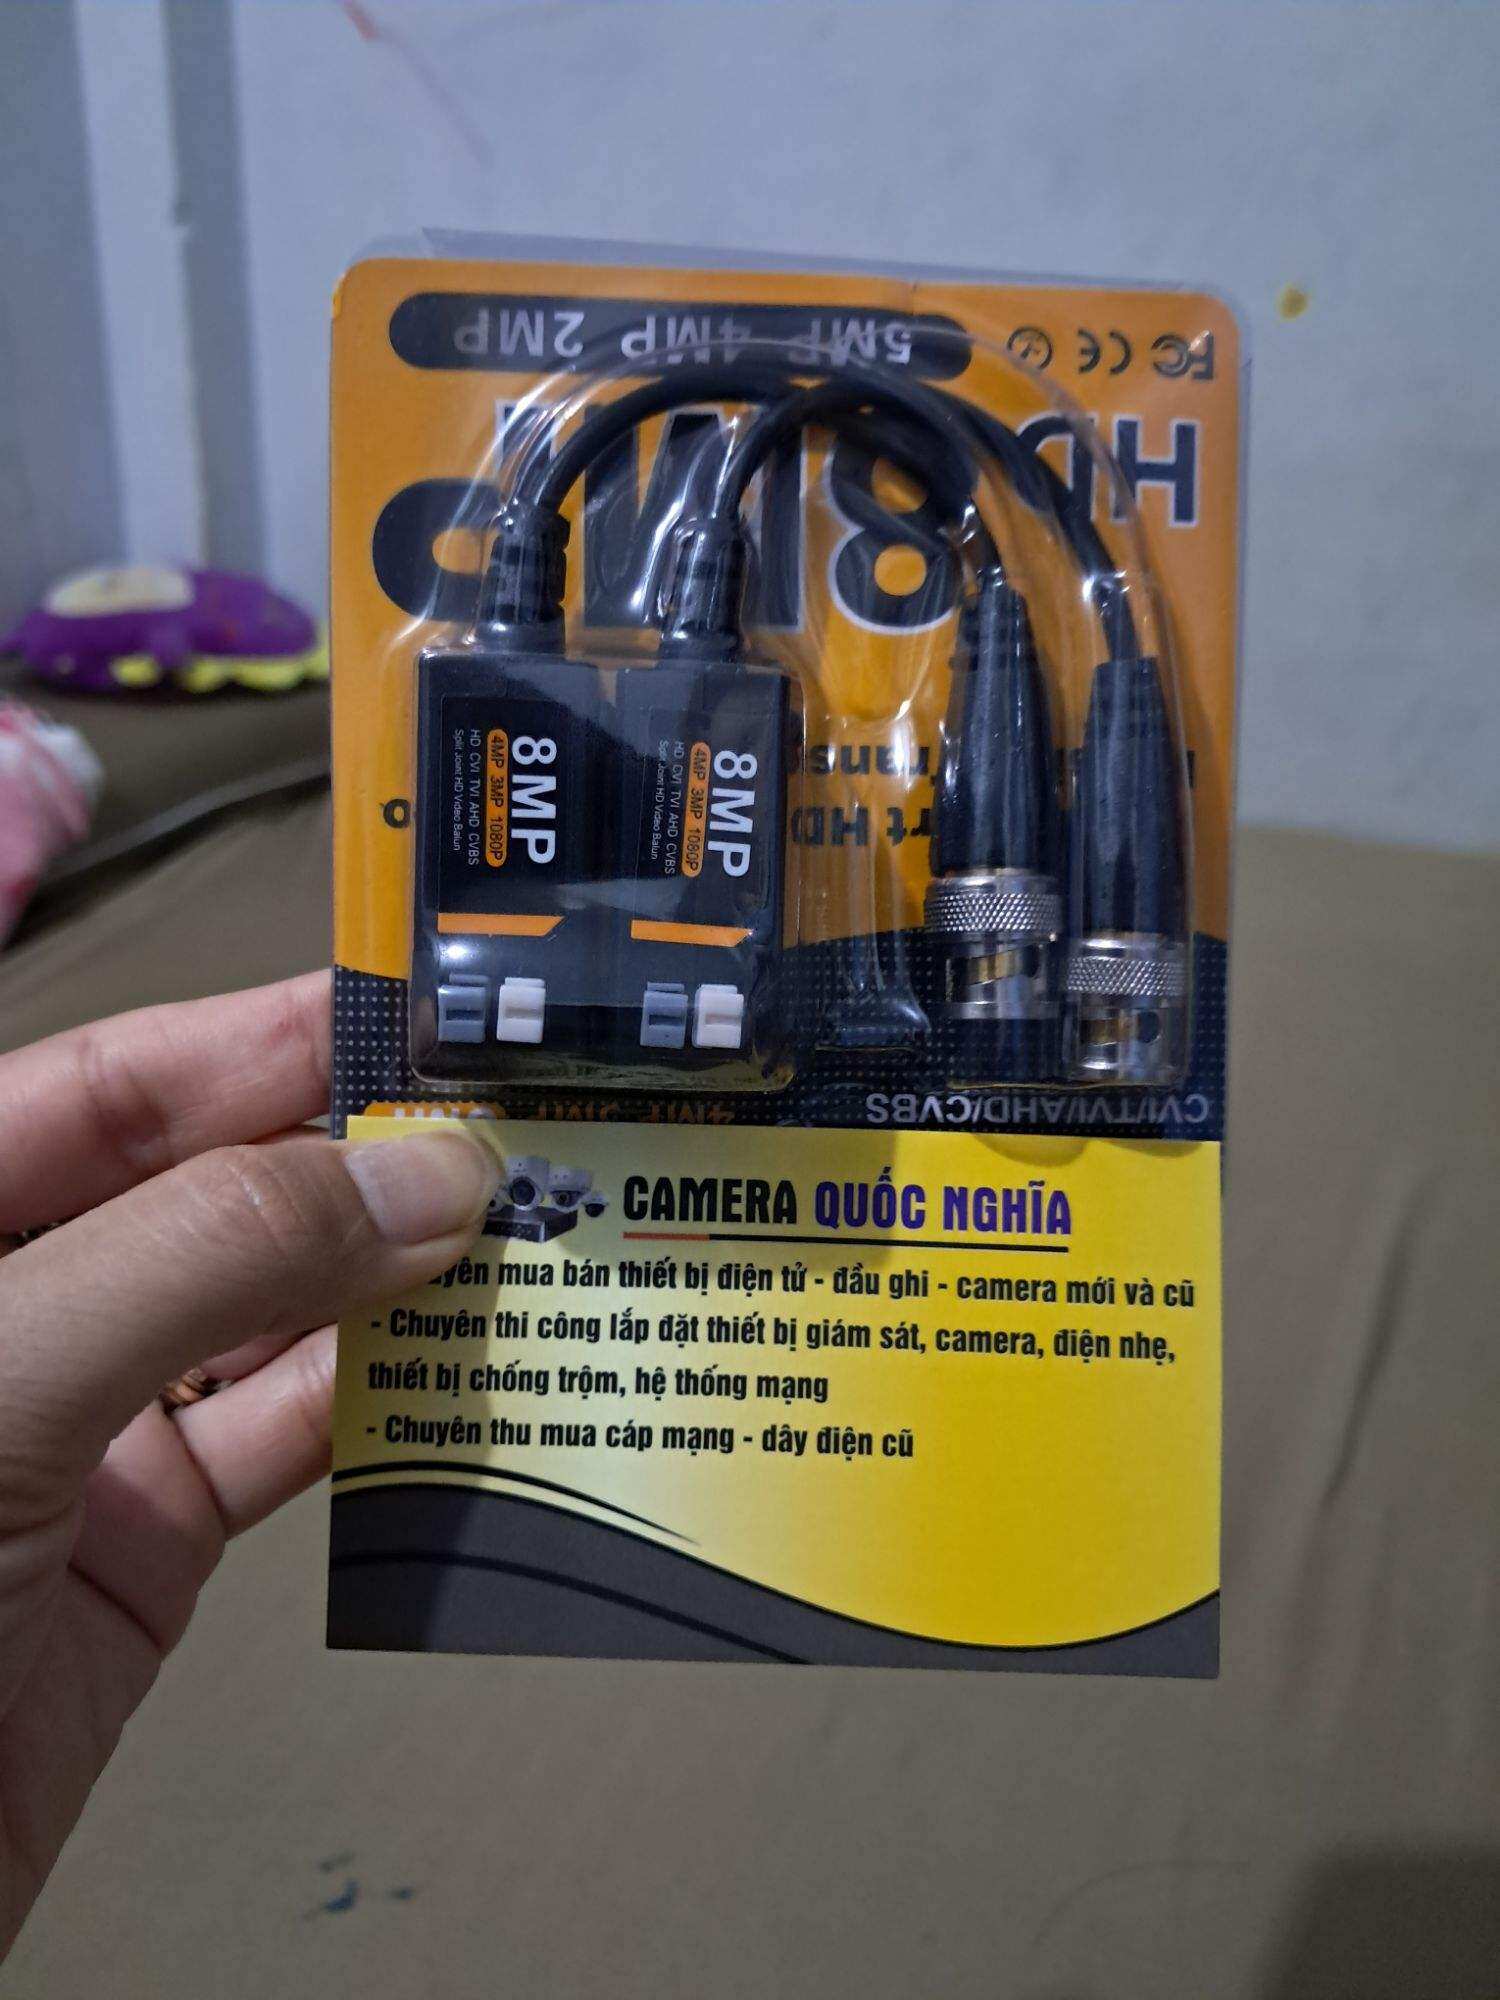 5MP 4MP 2MP
FC CE
HD
8MP
8MP
4MP 3MP 1080P
HD CVI TVI AHD CVBS
Split Joint HD Video Balun
8MP
4MP 3MP 1080P
HD CVI TVI AHD CVBS
Split Joint HD Video Balun
CVI/TVI/AHD/CVBS
CAMERA QUỐC NGHĨA
mua bán thiết bị điện tử - đầu ghi - camera mới và cũ
- Chuyên thi công lắp đặt thiết bị giám sát, camera, điện nhẹ,
thiết bị chống trộm, hệ thống mạng
- Chuyên thu mua cáp mạng - dây điện cũ